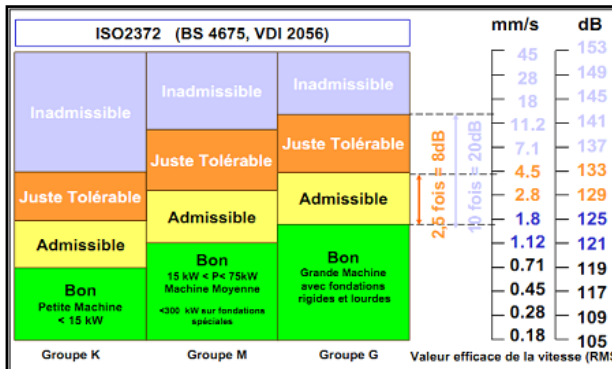 ISO2372 (BS 4675, VDI 2056)
mm/s dB
Inadmissible
Juste Tolérable
Admissible
Bon
Petite Machine
< 15 kW
Inadmissible
Juste Tolérable
Admissible
Bon
15 kW < P< 75kW
Machine Moyenne
<300 kW sur fondations
spéciales
Inadmissible
Juste Tolérable
Admissible
Bon
Grande Machine
avec fondations
rigides et lourdes
2,5 fois = 8dB
10 fois = 20dB
45 153
28 149
18 145
11.2 141
7.1 137
4.5 133
2.8 129
1.8 125
1.12 121
0.71 119
0.45 117
0.28 109
0.18 105
Groupe K Groupe M Groupe G Valeur efficace de la vitesse (RMS